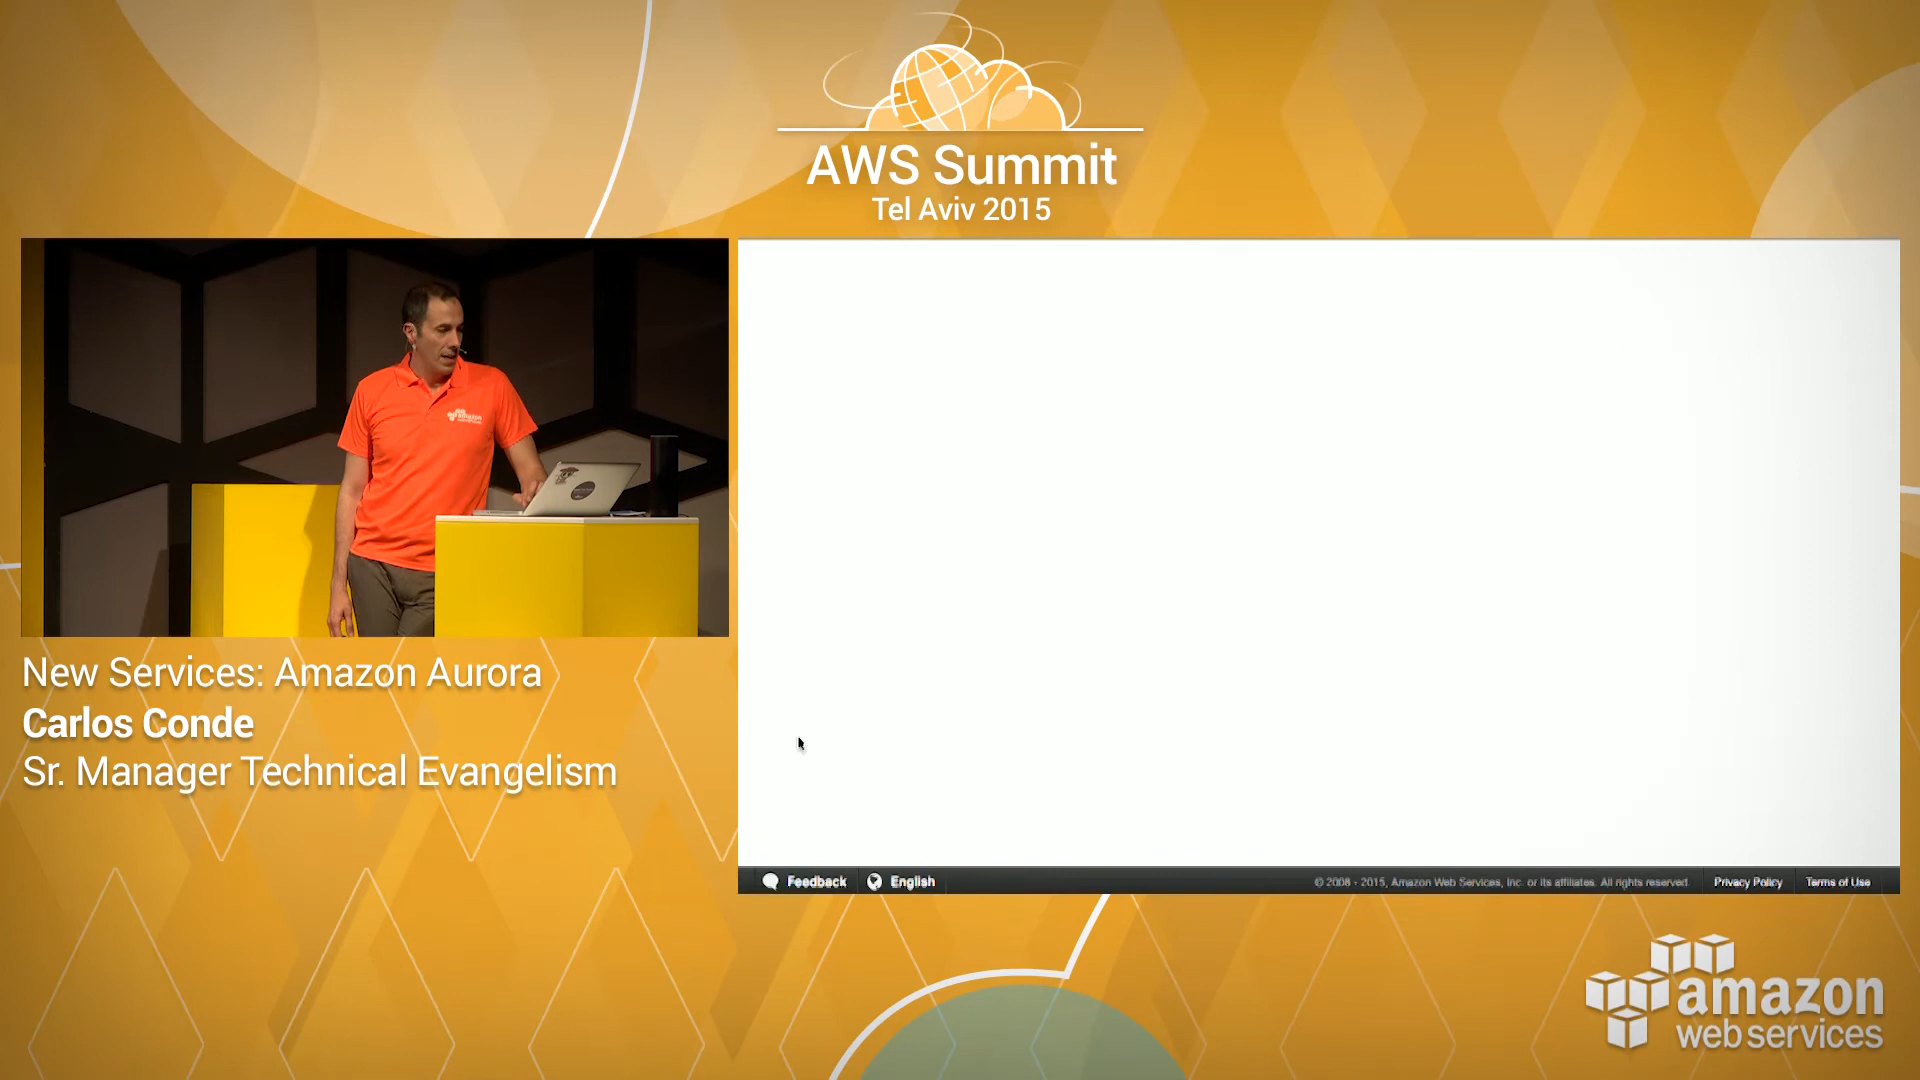 AWS Summit
Tel Aviv 2015
amazon
New Services: Amazon Aurora
Carlos Conde
Sr. Manager Technical Evangelism
Feedback
English
© 2008 - 2015, Amazon Web Services, Inc. or its affiliates. All rights reserved.
Privacy Policy
Terms of Use
amazon
web services